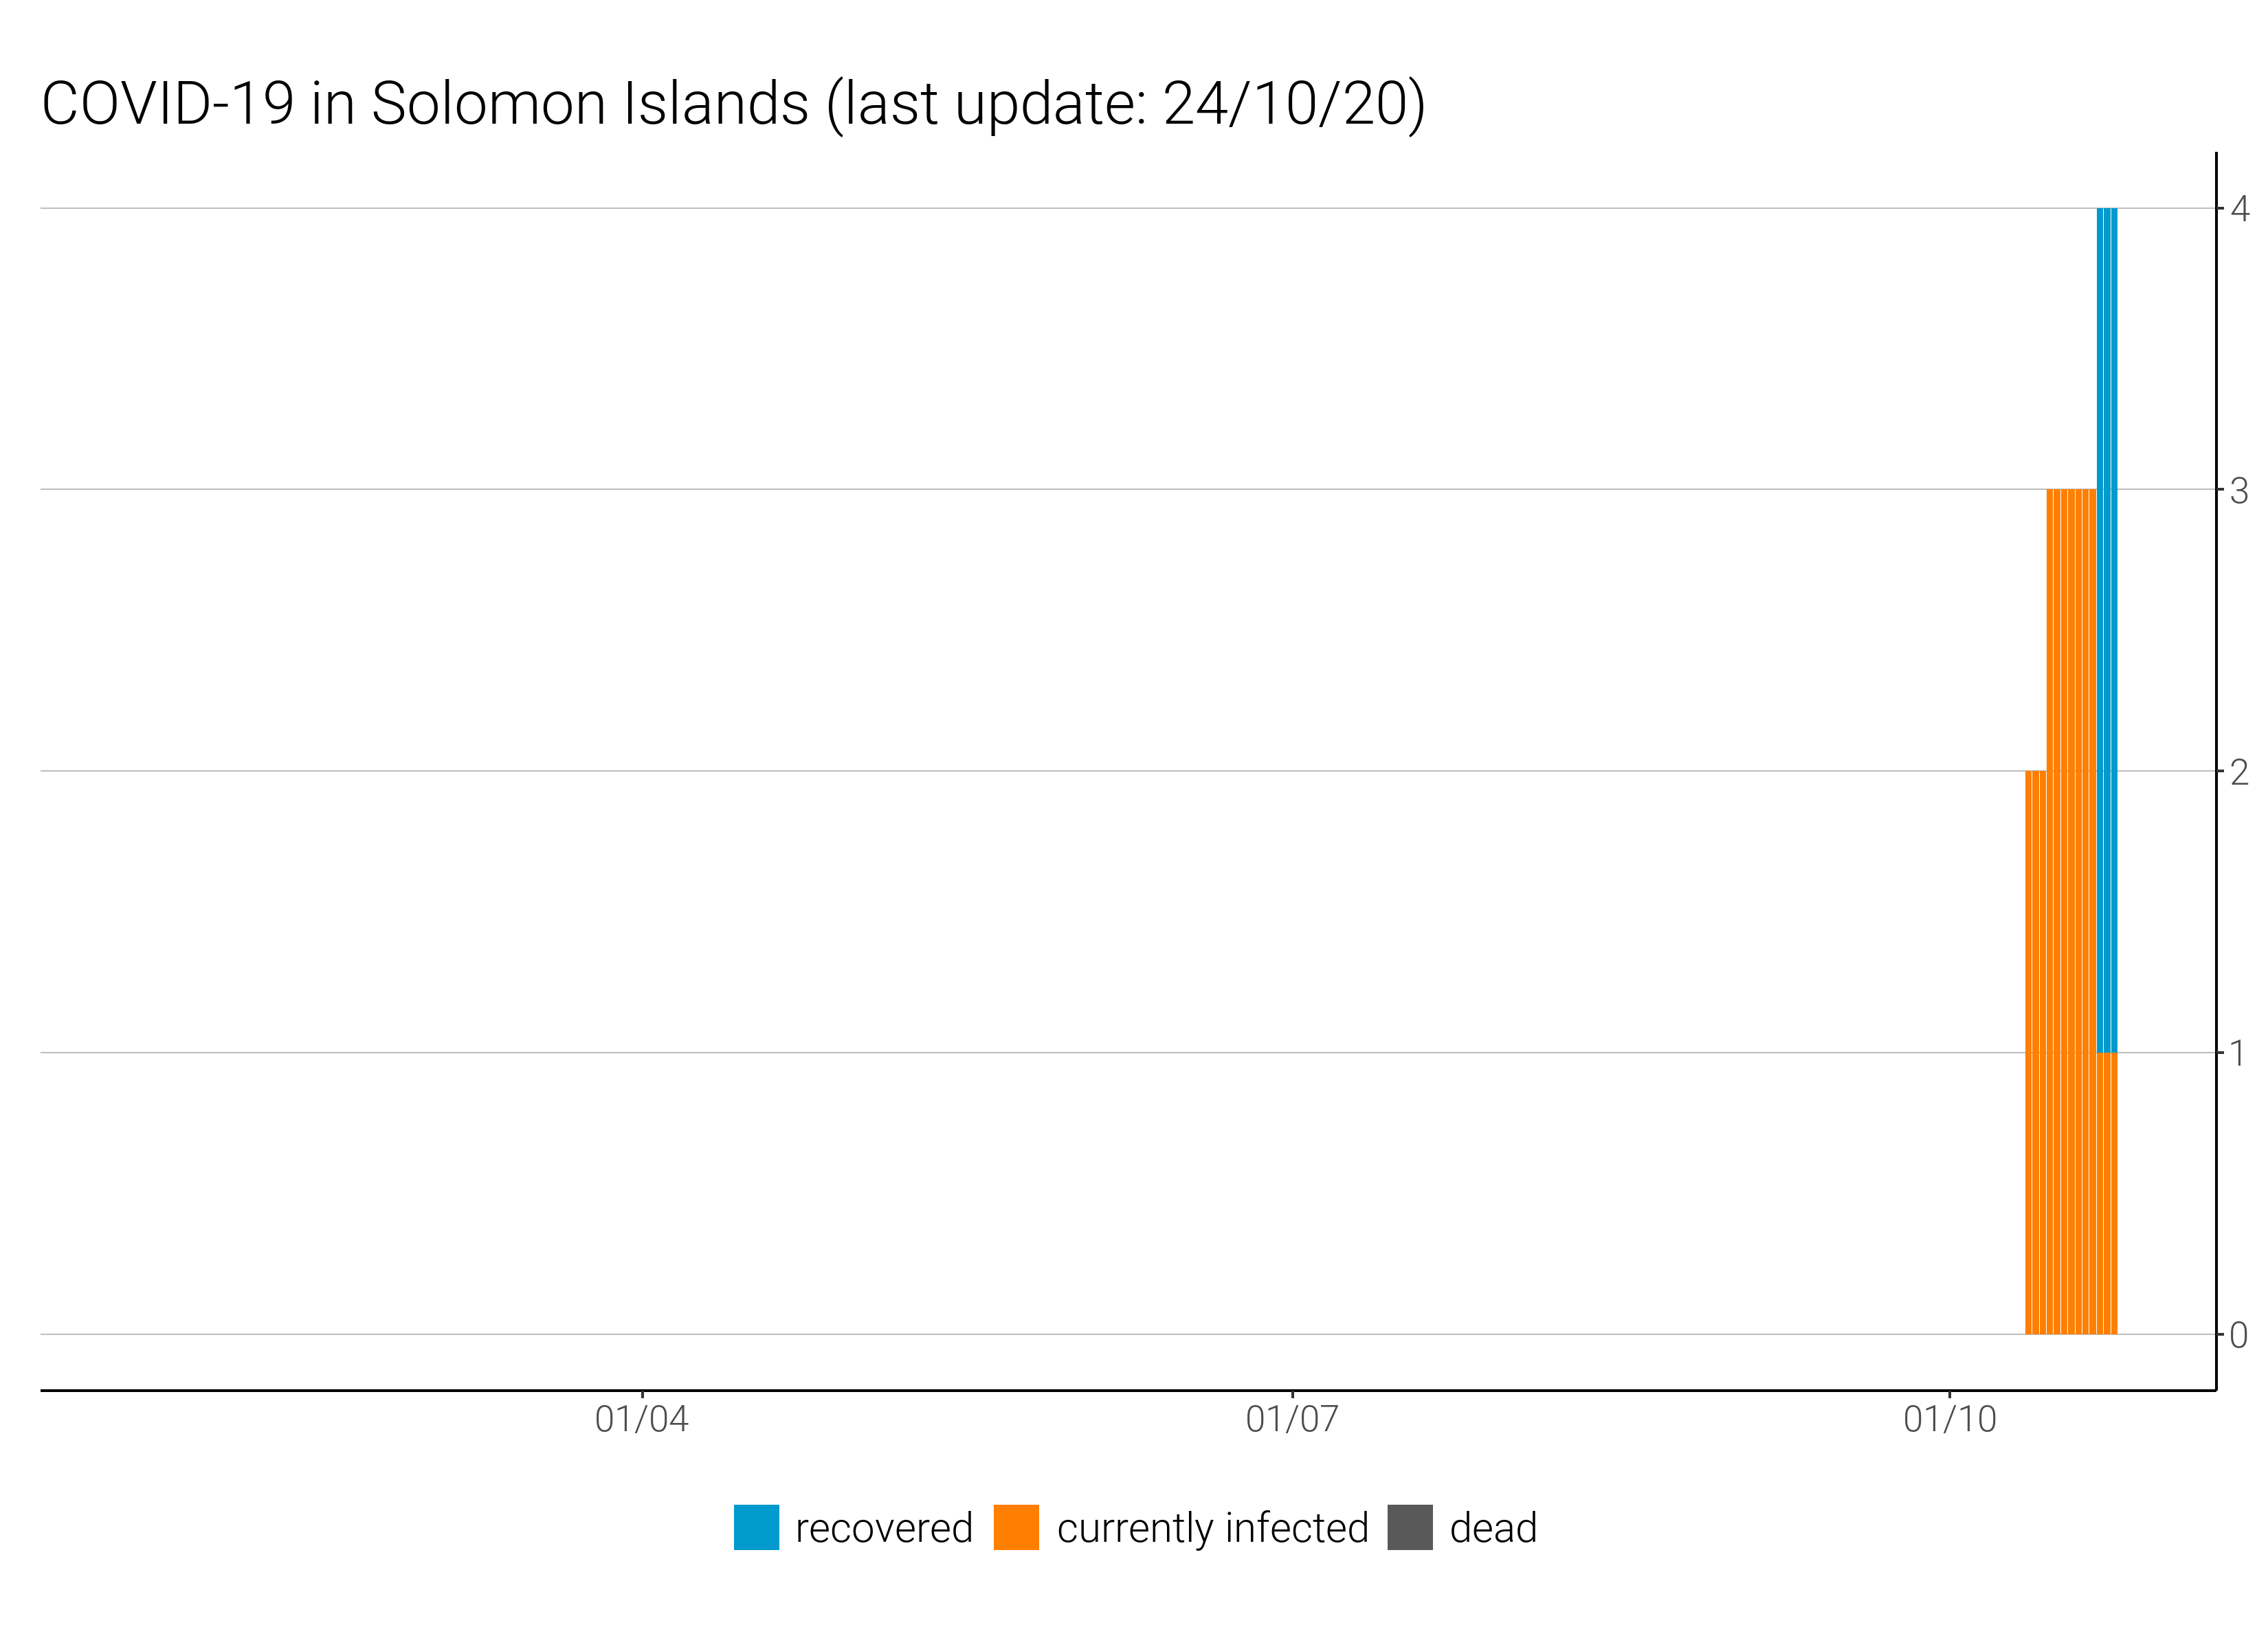 COVID-19 in Solomon Islands (last update: 24/10/20)
4
3
2
1
0
01/04 01/07 01/10
recovered currently infected dead